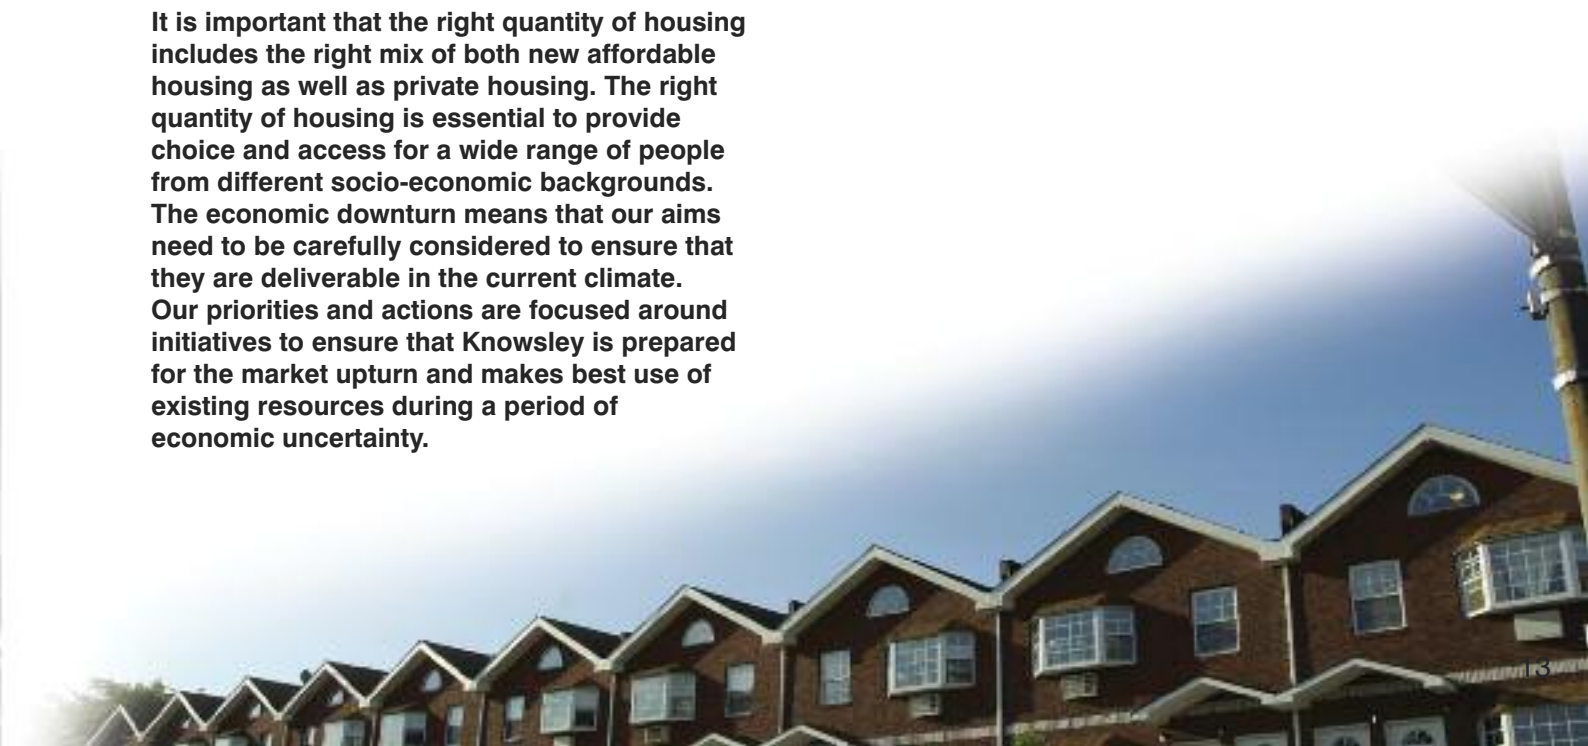 It is important that the right quantity of housing
includes the right mix of both new affordable
housing as well as private housing. The right
quantity of housing is essential to provide
choice and access for a wide range of people
from different socio-economic backgrounds.
The economic downturn means that our aims
need to be carefully considered to ensure that
they are deliverable in the current climate.
Our priorities and actions are focused around
initiatives to ensure that Knowsley is prepared
for the market upturn and makes best use of
existing resources during a period of
economic uncertainty.
13